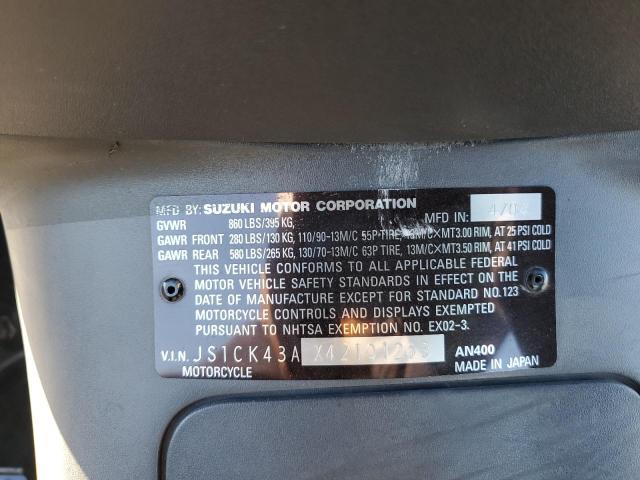 MFD BY: SUZUKI MOTOR CORPORATION MFD IN:
GVWR 860 LBS/395 KG,
GAWR FRONT 280 LBS/130 KG, 110/90-13M/C 55P TIRE, 13M/C×MT3.00 RIM, AT 25 PSI COLD
GAWR REAR 580 LBS/265 KG, 130/70-13M/C 63P TIRE, 13M/C×MT3.50 RIM, AT 41 PSI COLD
THIS VEHICLE CONFORMS TO ALL APPLICABLE FEDERAL
MOTOR VEHICLE SAFETY STANDARDS IN EFFECT ON THE
DATE OF MANUFACTURE EXCEPT FOR STANDARD NO.123
MOTORCYCLE CONTROLS AND DISPLAYS EXEMPTED
PURSUANT TO NHTSA EXEMPTION NO. EX02-3.
V.I.N. JS1CK43A AN400
MOTORCYCLE MADE IN JAPAN